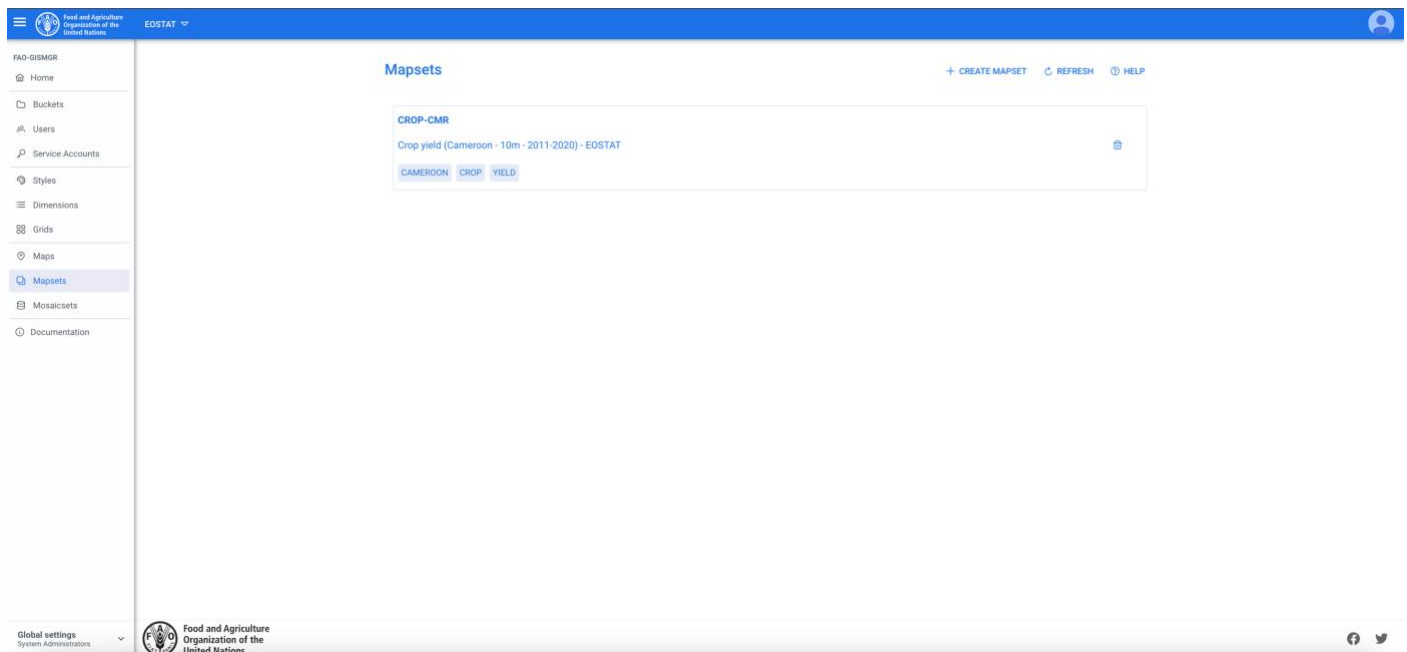 Food and Agriculture
Organization of the
United Nations
EOSTAT
FAO-GISMGR
Home
Buckets
Users
Service Accounts
Styles
Dimensions
Grids
Maps
Mapsets
Mosaicsets
Documentation
Global settings
System Administrators
Mapsets
+ CREATE MAPSET REFRESH HELP
CROP-CMR
Crop yield (Cameroon - 10m - 2011-2020) - EOSTAT
CAMEROON CROP YIELD
FAO
Food and Agriculture
Organization of the
United Nations